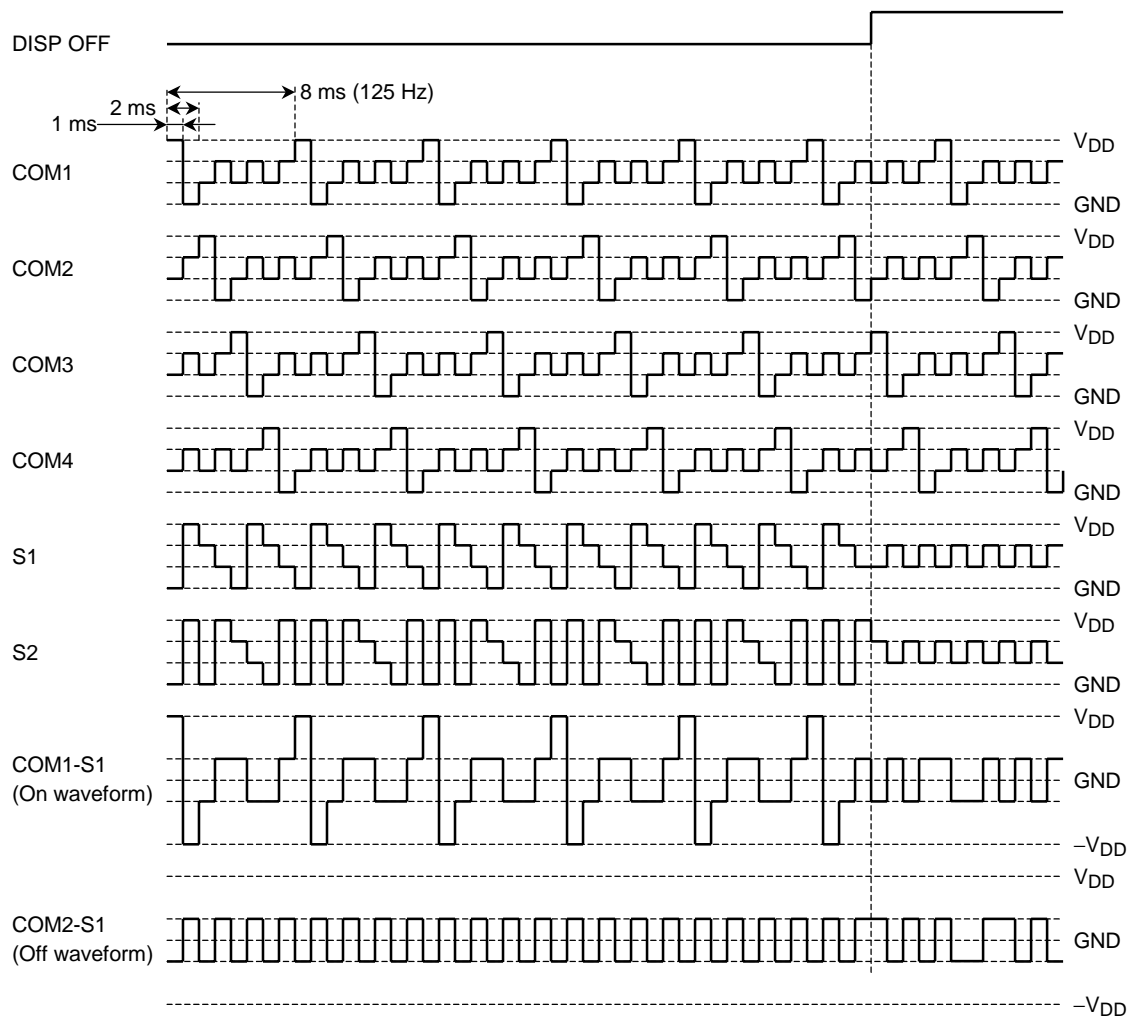 DISP OFF
8 ms (125 Hz)
2 ms
1 ms
COM1
VDD
GND
COM2
VDD
GND
COM3
VDD
GND
COM4
VDD
GND
S1
VDD
GND
S2
VDD
GND
COM1-S1
(On waveform)
VDD
GND
−VDD
COM2-S1
(Off waveform)
VDD
GND
−VDD